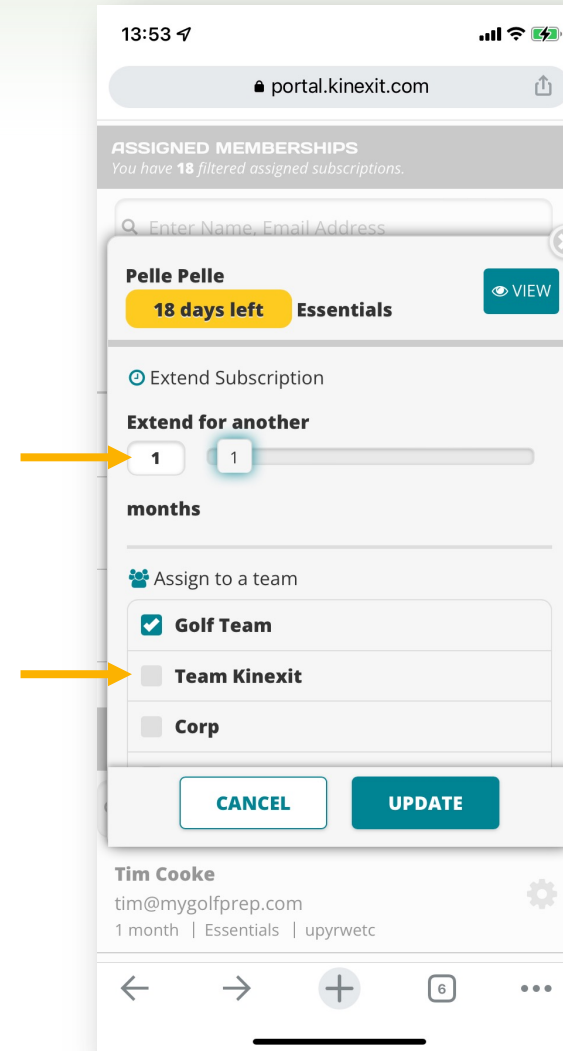 13:53
portal.kinexit.com
ASSIGNED MEMBERSHIPS
You have 18 filtered assigned subscriptions.
Enter Name, Email Address
Pelle Pelle
18 days left Essentials
VIEW
Extend Subscription
Extend for another
1 1
months
Assign to a team
Golf Team
Team Kinexit
Corp
CANCEL UPDATE
Tim Cooke
tim@mygolfprep.com
1 month | Essentials | upyrwetc
6